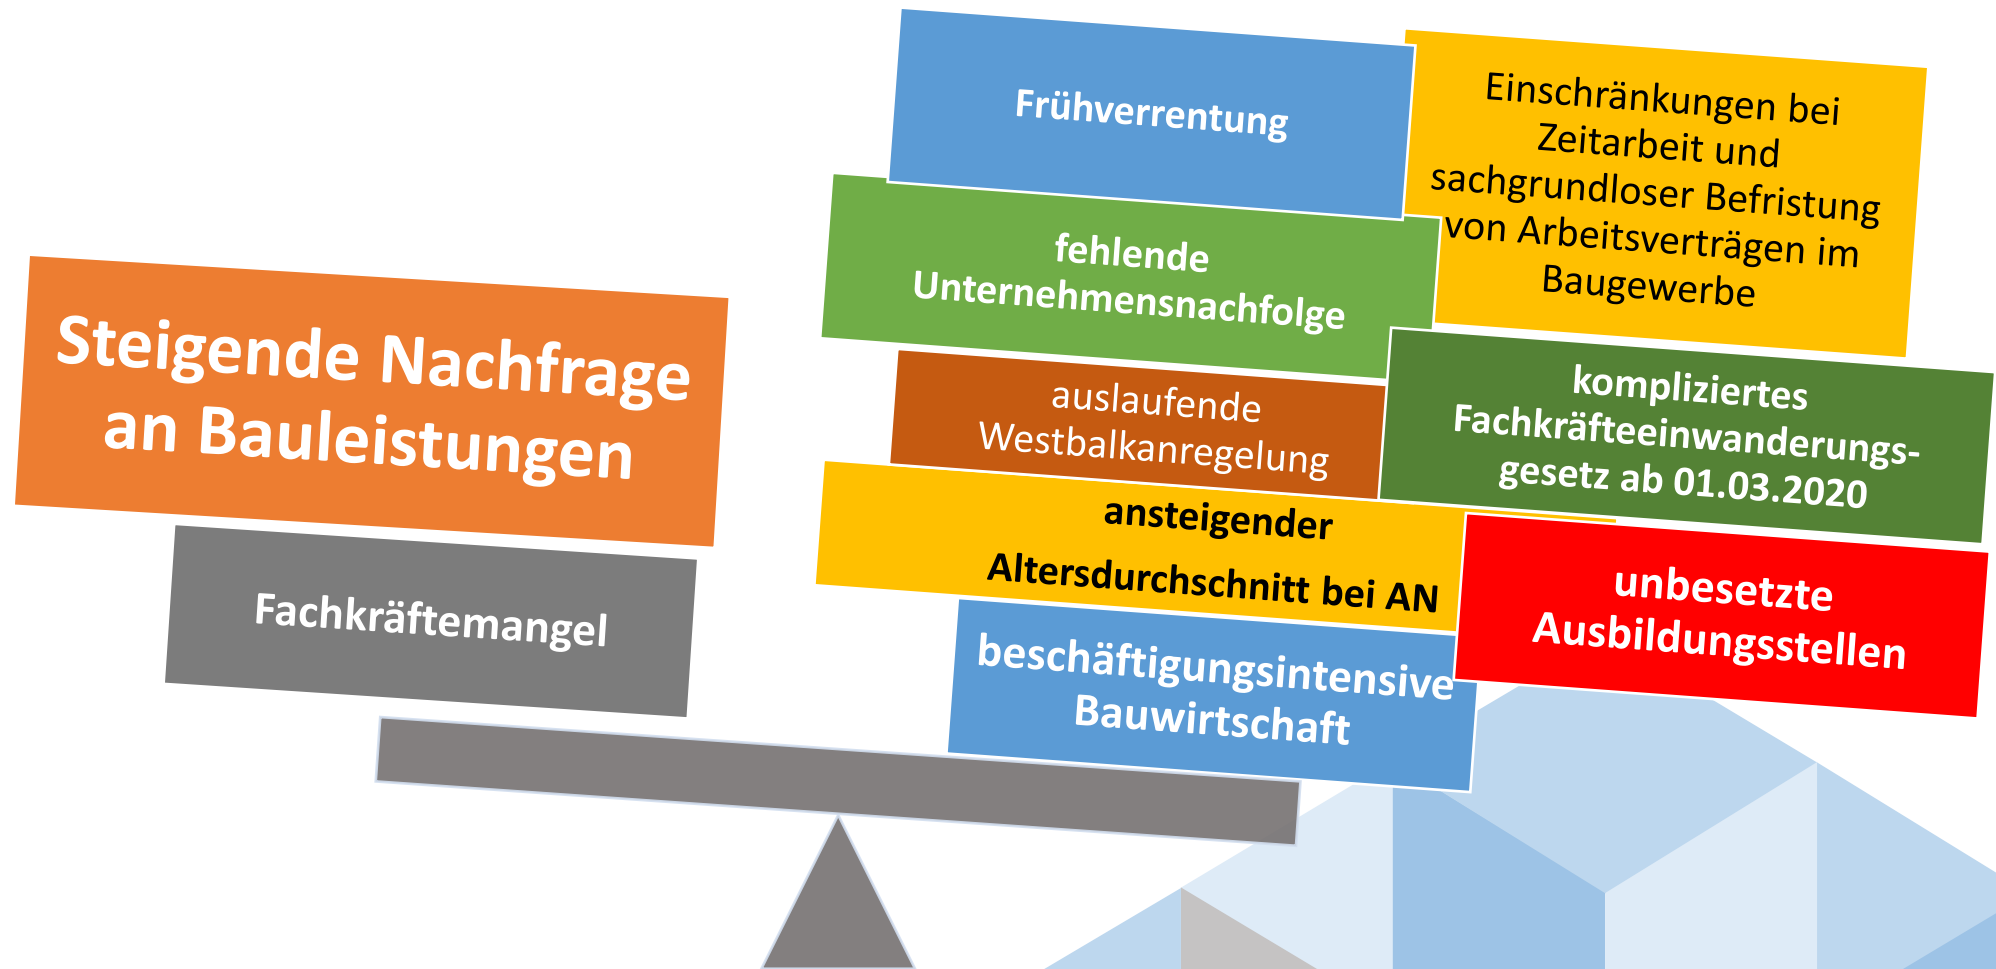 Steigende Nachfrage
an Bauleistungen
Fachkräftemangel
Frühverrentung
fehlende
Unternehmensnachfolge
auslaufende
Westbalkanregelung
ansteigender
Altersdurchschnitt bei AN
beschäftigungsintensive
Bauwirtschaft
Einschränkungen bei
Zeitarbeit und
sachgrundloser Befristung
von Arbeitsverträgen im
Baugewerbe
kompliziertes
Fachkräfteeinwanderungs-
gesetz ab 01.03.2020
unbesetzte
Ausbildungsstellen